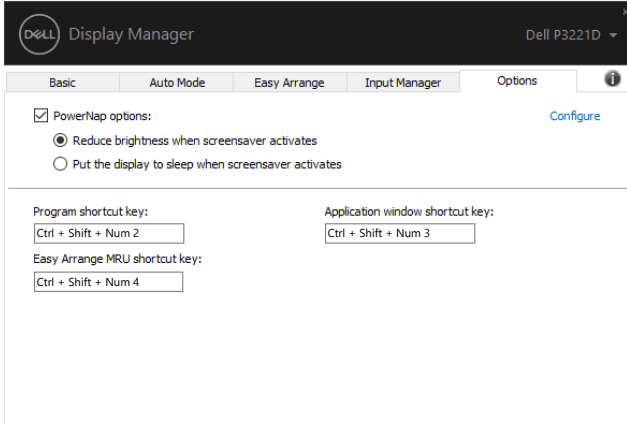 DELL Display Manager
Dell P3221D
Basic Auto Mode Easy Arrange Input Manager Options
PowerNap options:
Configure
Reduce brightness when screensaver activates
Put the display to sleep when screensaver activates
Program shortcut key:
Application window shortcut key:
Ctrl + Shift + Num 2
Ctrl + Shift + Num 3
Easy Arrange MRU shortcut key:
Ctrl + Shift + Num 4